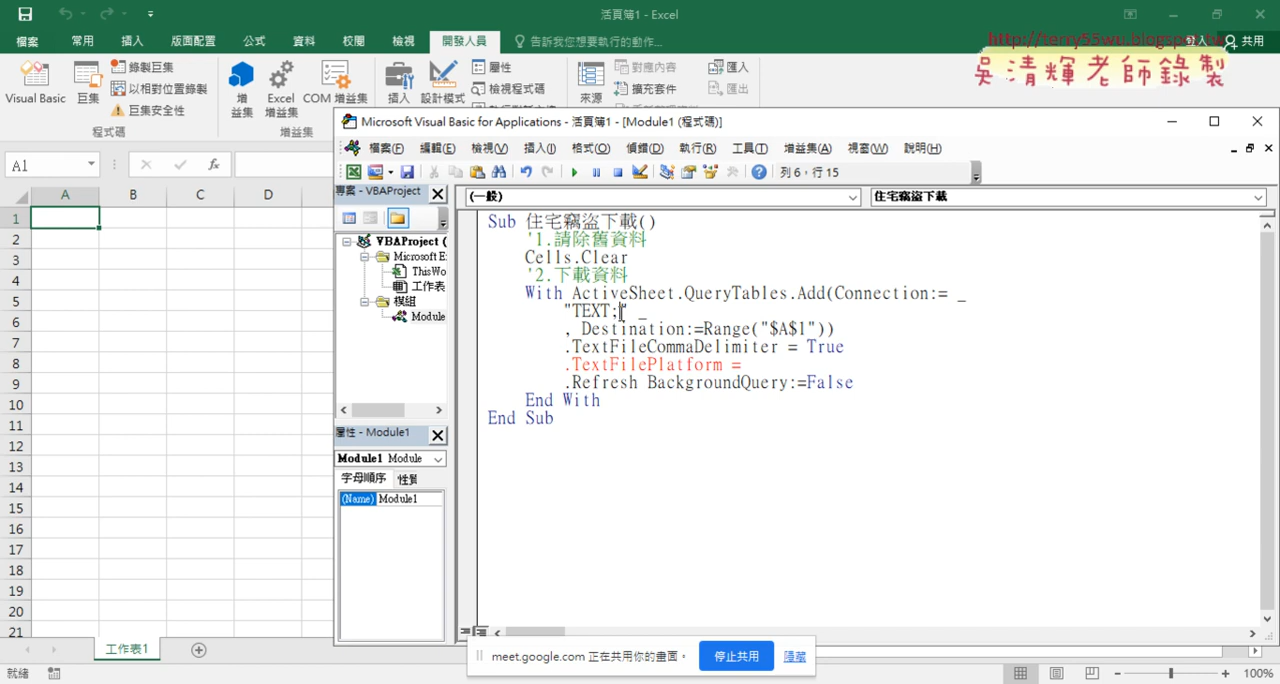 活頁簿1 - Excel
檔案 常用 插入 版面配置 公式 資料 校閱 檢視 開發人員 告訴我您想要執行的動作... 登入 共用
http://terry55wu.blogspot.tw
吳清輝老師錄製
Visual Basic 巨集 錄製巨集 以相對位置錄製 巨集安全性 程式碼
增益集 Excel 增益集 COM 增益集 增益集
插入 設計模式 屬性 檢視程式碼
來源 對應內容 擴充套件 匯入 匯出
A1
A B C D
1
2
3
4
5
6
7
8
9
10
11
12
13
14
15
16
17
18
19
20
21
Microsoft Visual Basic for Applications - 活頁簿1 - [Module1 (程式碼)]
檔案(F) 編輯(E) 檢視(V) 插入(I) 格式(O) 偵錯(D) 執行(R) 工具(T) 增益集(A) 視窗(W) 說明(H)
列 6，行 15
專案 - VBAProject
VBAProject (
Microsoft E
ThisWo
工作表
模組
Module
屬性 - Module1
Module1 Module
字母順序 性質
(Name) Module1
(一般) 住宅竊盜下載
Sub 住宅竊盜下載()
'1.請除舊資料
Cells.Clear
'2.下載資料
With ActiveSheet.QueryTables.Add(Connection:= _
"TEXT;" _
, Destination:=Range("$A$1"))
.TextFileCommaDelimiter = True
.TextFilePlatform =
.Refresh BackgroundQuery:=False
End With
End Sub
工作表1
meet.google.com 正在共用你的畫面。 停止共用 隱藏
就緒 100%